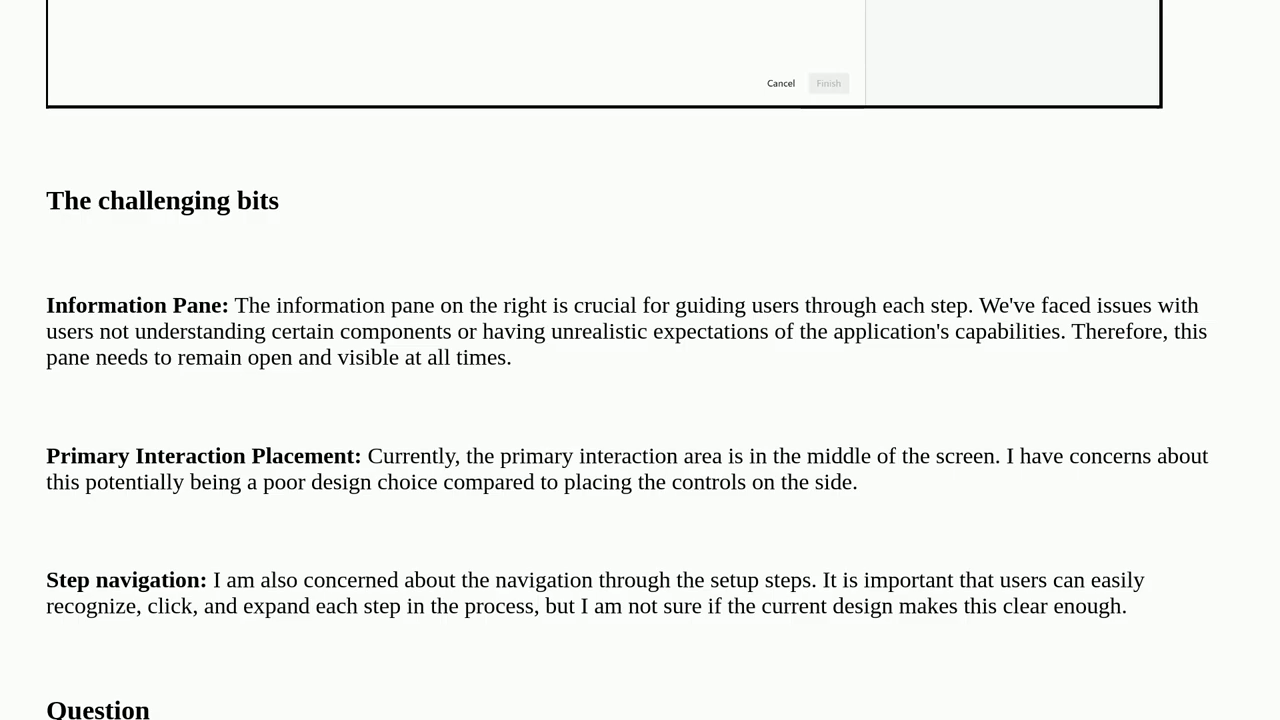 Cancel Finish
The challenging bits
Information Pane: The information pane on the right is crucial for guiding users through each step. We've faced issues with
users not understanding certain components or having unrealistic expectations of the application's capabilities. Therefore, this
pane needs to remain open and visible at all times.
Primary Interaction Placement: Currently, the primary interaction area is in the middle of the screen. I have concerns about
this potentially being a poor design choice compared to placing the controls on the side.
Step navigation: I am also concerned about the navigation through the setup steps. It is important that users can easily
recognize, click, and expand each step in the process, but I am not sure if the current design makes this clear enough.
Question